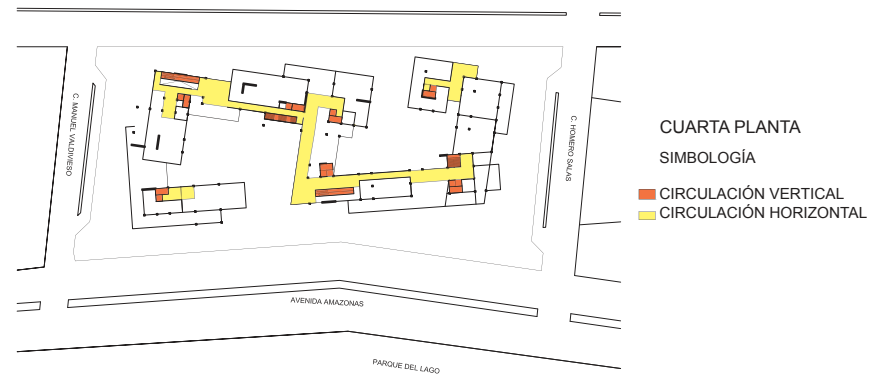 C. MANUEL VALDIVIESO
C. HOMERO SALAS
CUARTA PLANTA
SIMBOLOGÍA
CIRCULACIÓN VERTICAL
CIRCULACIÓN HORIZONTAL
AVENIDA AMAZONAS
PARQUE DEL LAGO